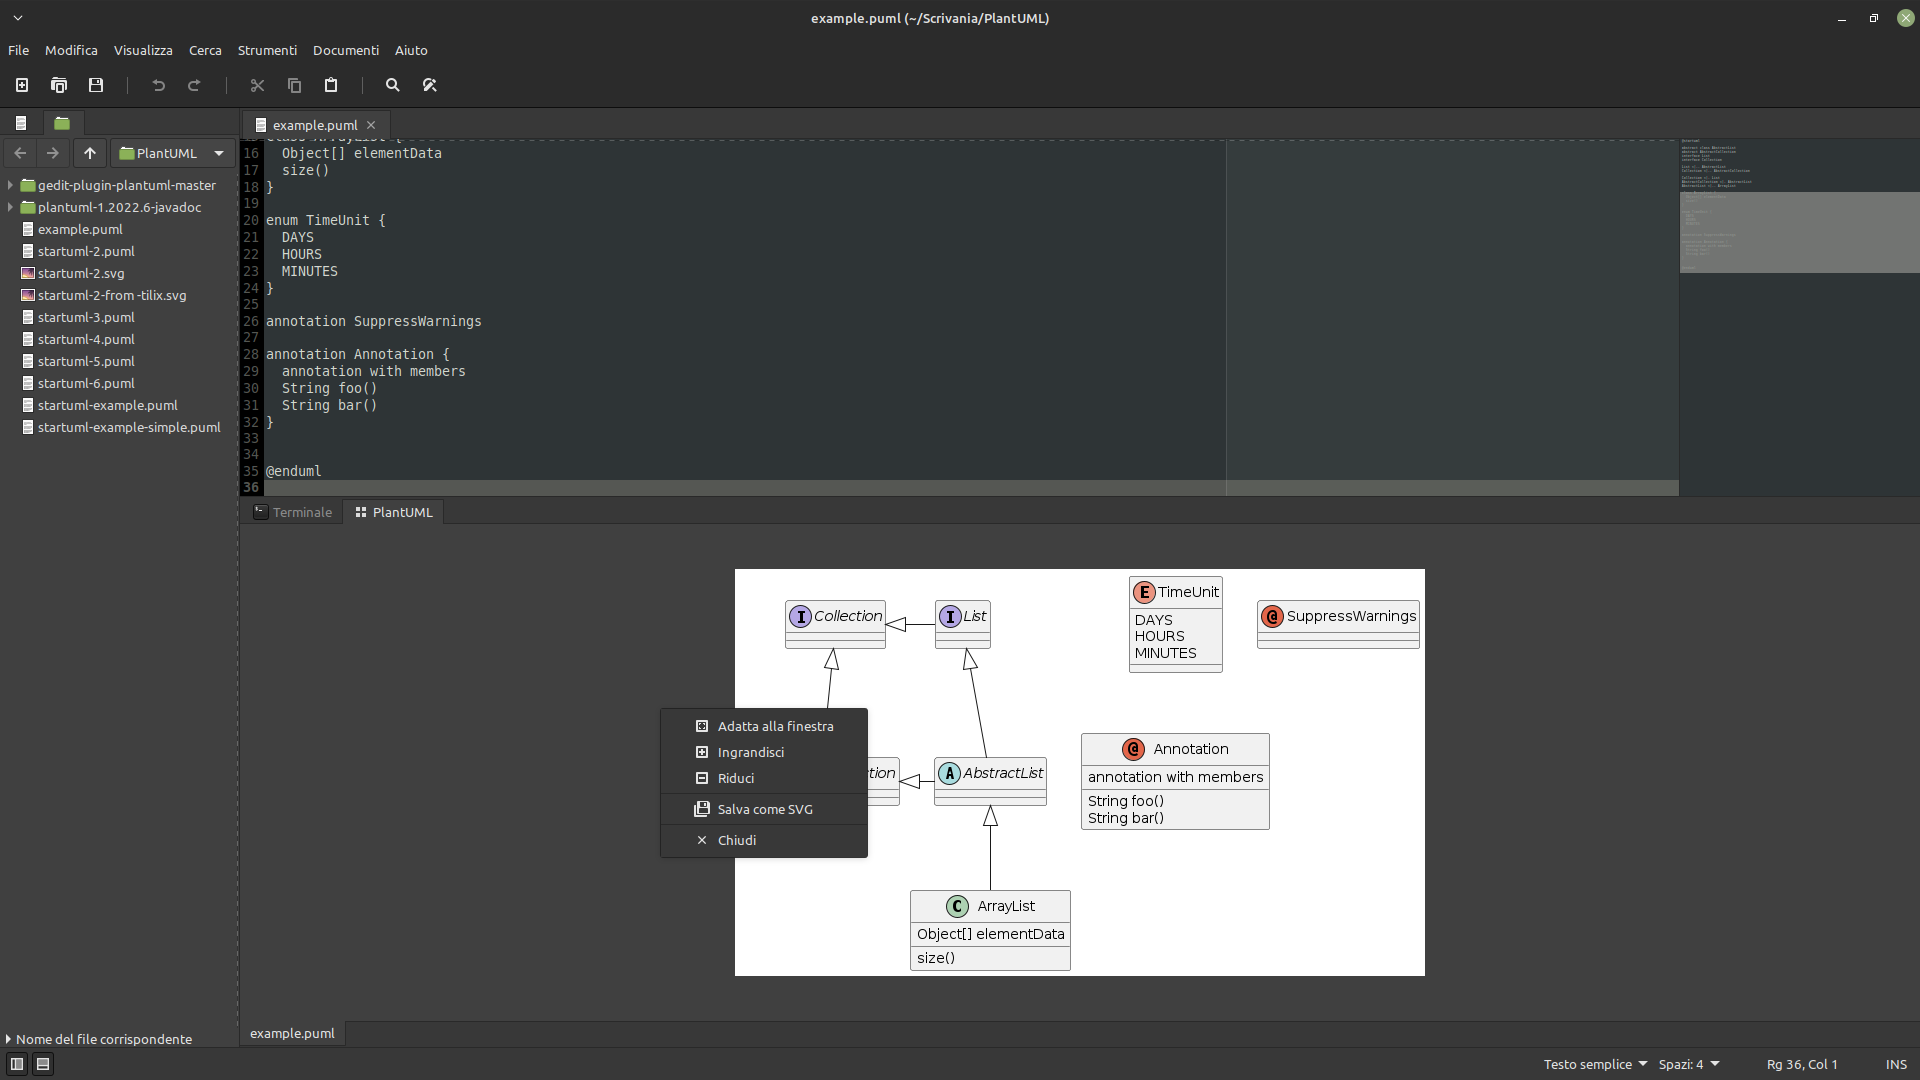 example.puml (~/Scrivania/PlantUML)
File Modifica Visualizza Cerca Strumenti Documenti Aiuto
PlantUML
gedit-plugin-plantuml-master
plantuml-1.2022.6-javadoc
example.puml
startuml-2.puml
startuml-2.svg
startuml-2-from-tilix.svg
startuml-3.puml
startuml-4.puml
startuml-5.puml
startuml-6.puml
startuml-example.puml
startuml-example-simple.puml
Nome del file corrispondente
example.puml
16 Object[] elementData
17 size()
18 }
19
20 enum TimeUnit {
21 DAYS
22 HOURS
23 MINUTES
24 }
25
26 annotation SuppressWarnings
27
28 annotation Annotation {
29 annotation with members
30 String foo()
31 String bar()
32 }
33
34
35 @enduml
36
Terminale PlantUML
I Collection
I List
E TimeUnit
DAYS
HOURS
MINUTES
@ SuppressWarnings
Adatta alla finestra
Ingrandisci
Riduci
Salva come SVG
Chiudi
tion
A AbstractList
@ Annotation
annotation with members
String foo()
String bar()
C ArrayList
Object[] elementData
size()
example.puml
Testo semplice Spazi: 4 Rg 36, Col 1 INS